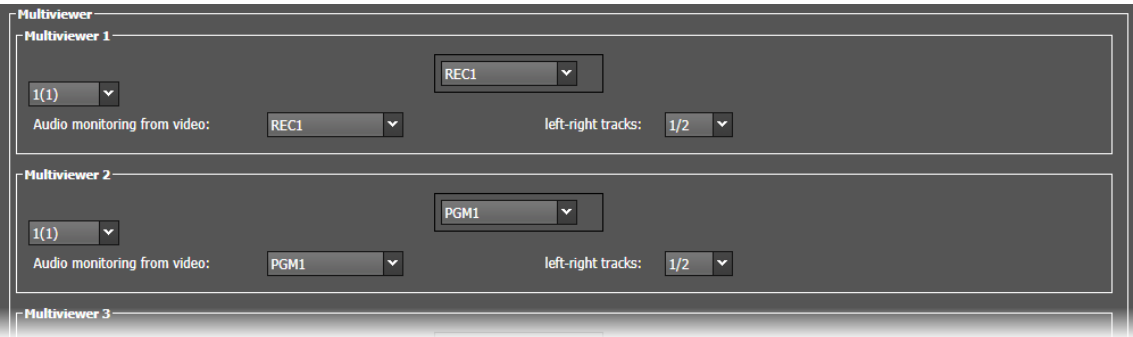 Multiviewer
Multiviewer 1
REC1
1(1)
Audio monitoring from video: REC1 left-right tracks: 1/2
Multiviewer 2
PGM1
1(1)
Audio monitoring from video: PGM1 left-right tracks: 1/2
Multiviewer 3